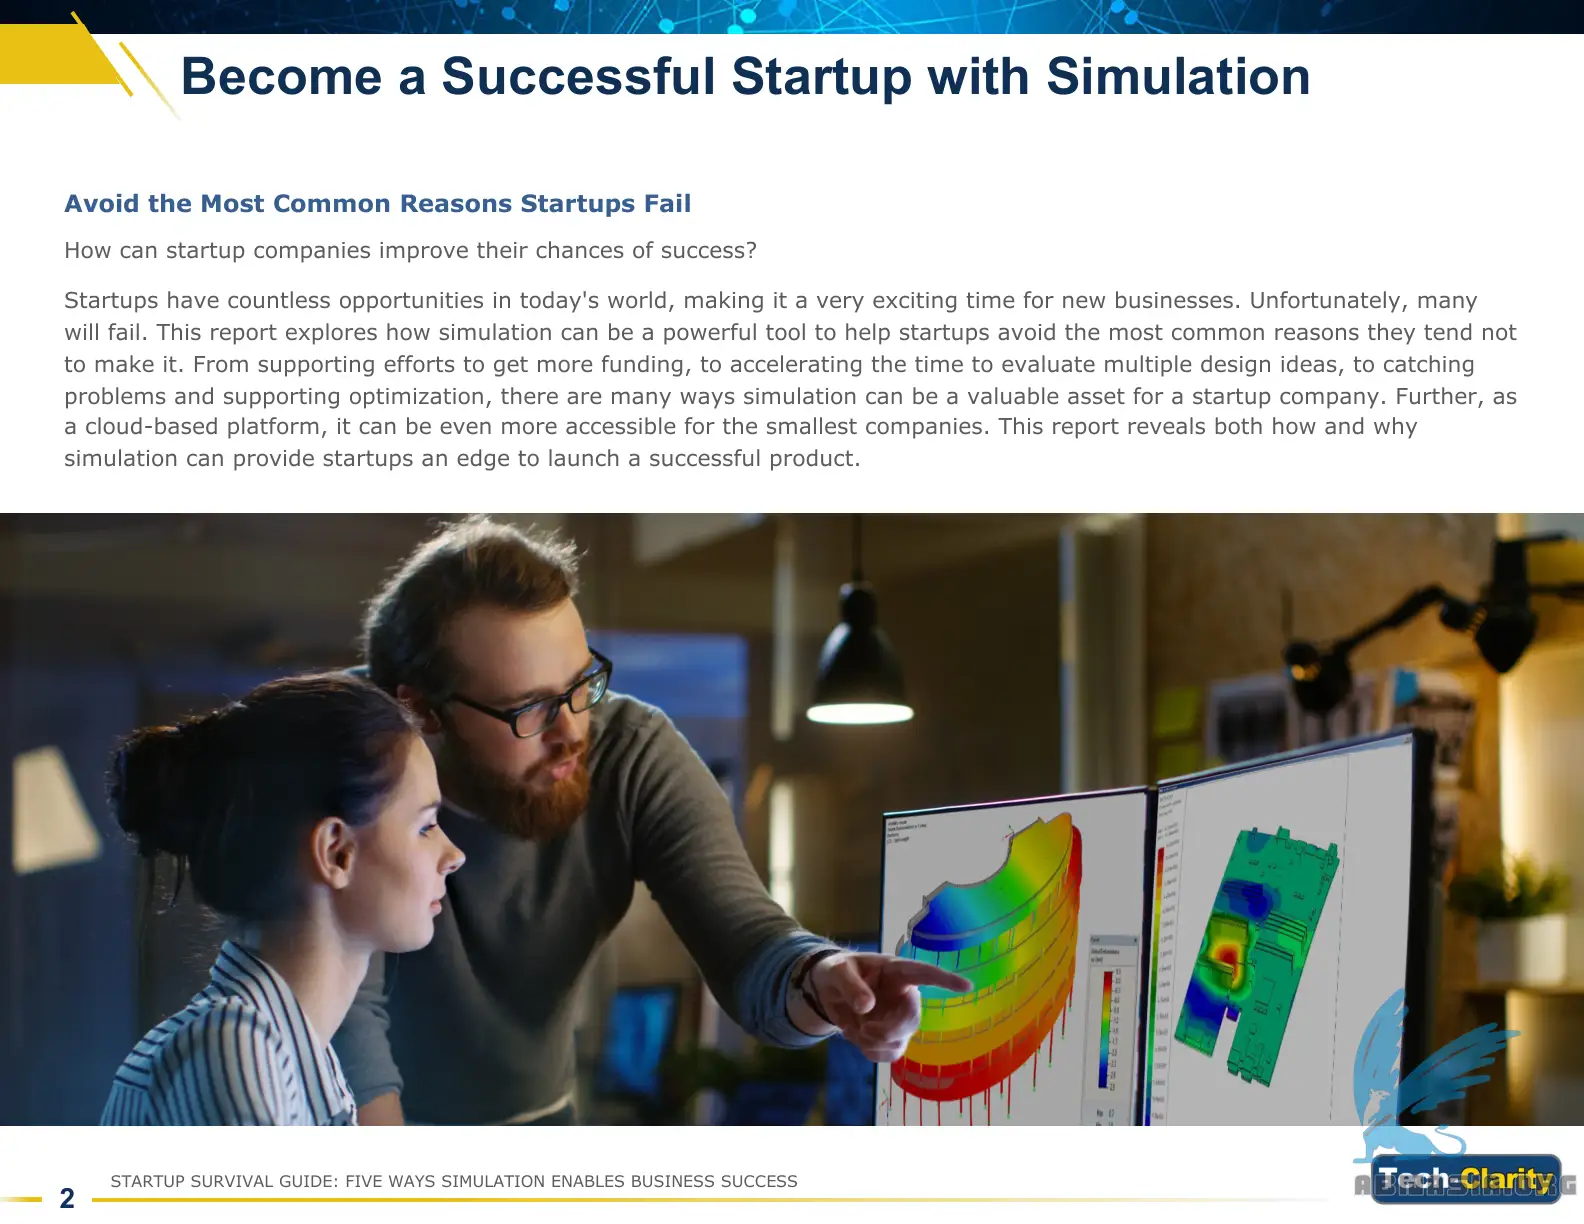 Become a Successful Startup with Simulation
Avoid the Most Common Reasons Startups Fail
How can startup companies improve their chances of success?
Startups have countless opportunities in today's world, making it a very exciting time for new businesses. Unfortunately, many
will fail. This report explores how simulation can be a powerful tool to help startups avoid the most common reasons they tend not
to make it. From supporting efforts to get more funding, to accelerating the time to evaluate multiple design ideas, to catching
problems and supporting optimization, there are many ways simulation can be a valuable asset for a startup company. Further, as
a cloud-based platform, it can be even more accessible for the smallest companies. This report reveals both how and why
simulation can provide startups an edge to launch a successful product.
STARTUP SURVIVAL GUIDE: FIVE WAYS SIMULATION ENABLES BUSINESS SUCCESS
2
Tech-Clarity